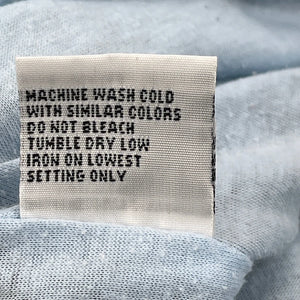 MACHINE WASH COLD
WITH SIMILAR COLORS
DO NOT BLEACH
TUMBLE DRY LOW
IRON ON LOWEST
SETTING ONLY